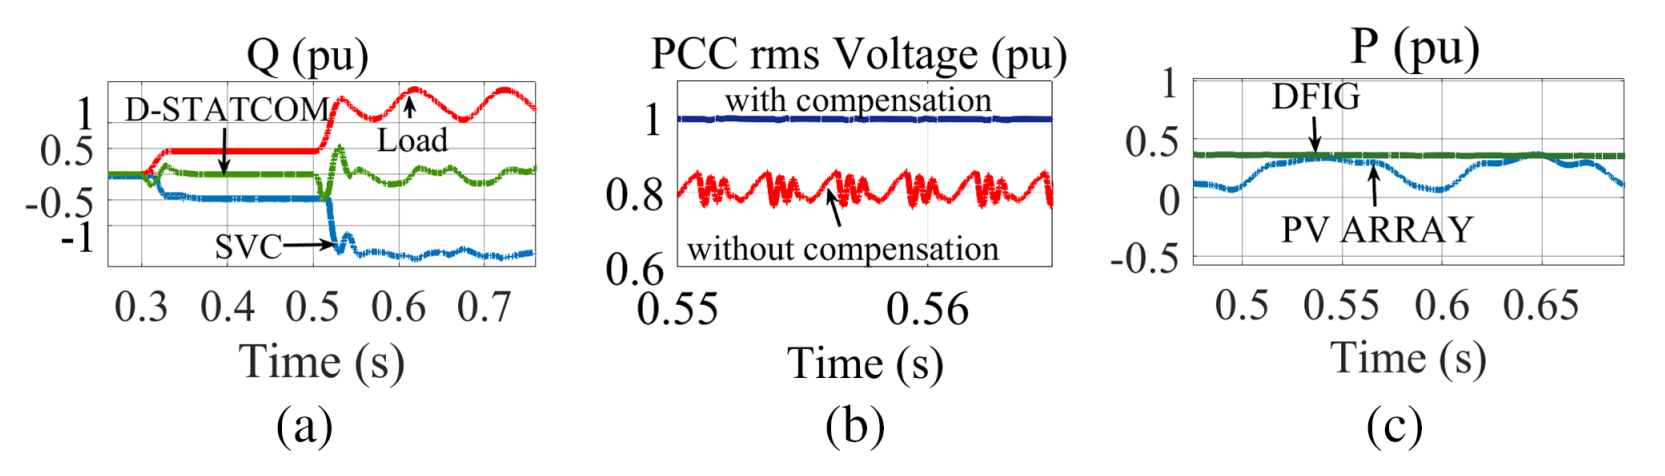 Q (pu)
1
D-STATCOM
Load
0.5
-0.5
-1
SVC
0.3 0.4 0.5 0.6 0.7
Time (s)
(a)
PCC rms Voltage (pu)
with compensation
1
0.8
without compensation
0.6
0.55 0.56
Time (s)
(b)
P (pu)
1
DFIG
0.5
0
PV ARRAY
-0.5
0.5 0.55 0.6 0.65
Time (s)
(c)